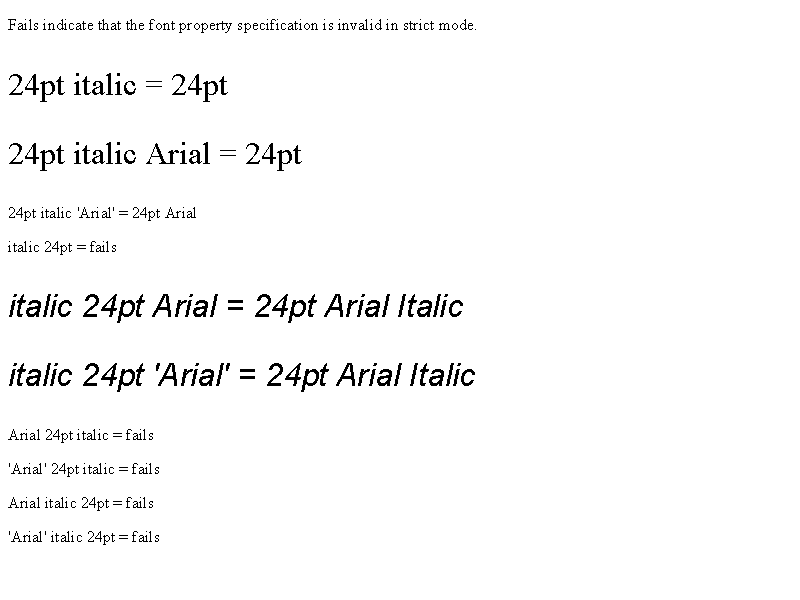 Fails indicate that the font property specification is invalid in strict mode.
24pt italic = 24pt
24pt italic Arial = 24pt
24pt italic 'Arial' = 24pt Arial
italic 24pt = fails
italic 24pt Arial = 24pt Arial Italic
italic 24pt 'Arial' = 24pt Arial Italic
Arial 24pt italic = fails
'Arial' 24pt italic = fails
Arial italic 24pt = fails
'Arial' italic 24pt = fails